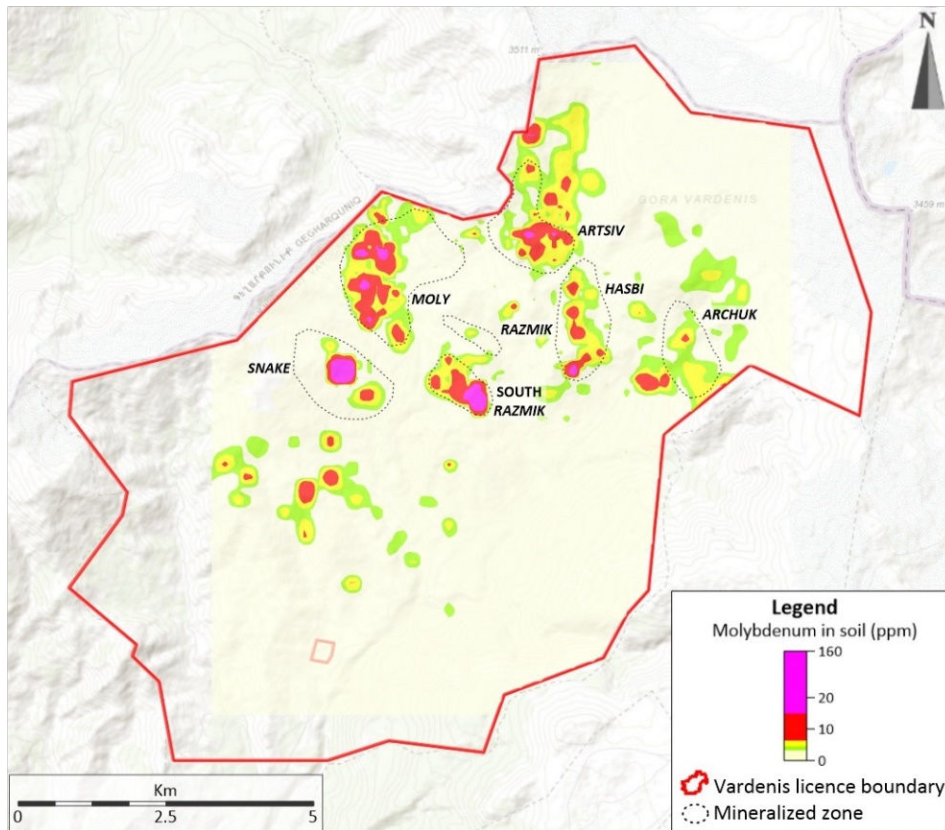 N
3511 m
BORA VARDENIS
3459 m
ARTSIV
HASBI
MOLY
ARCHUK
RAZMIK
SNAKE
SOUTH
RAZMIK
Legend
Molybdenum in soil (ppm)
160
20
10
0
Vardenis licence boundary
Mineralized zone
Km
0 2.5 5